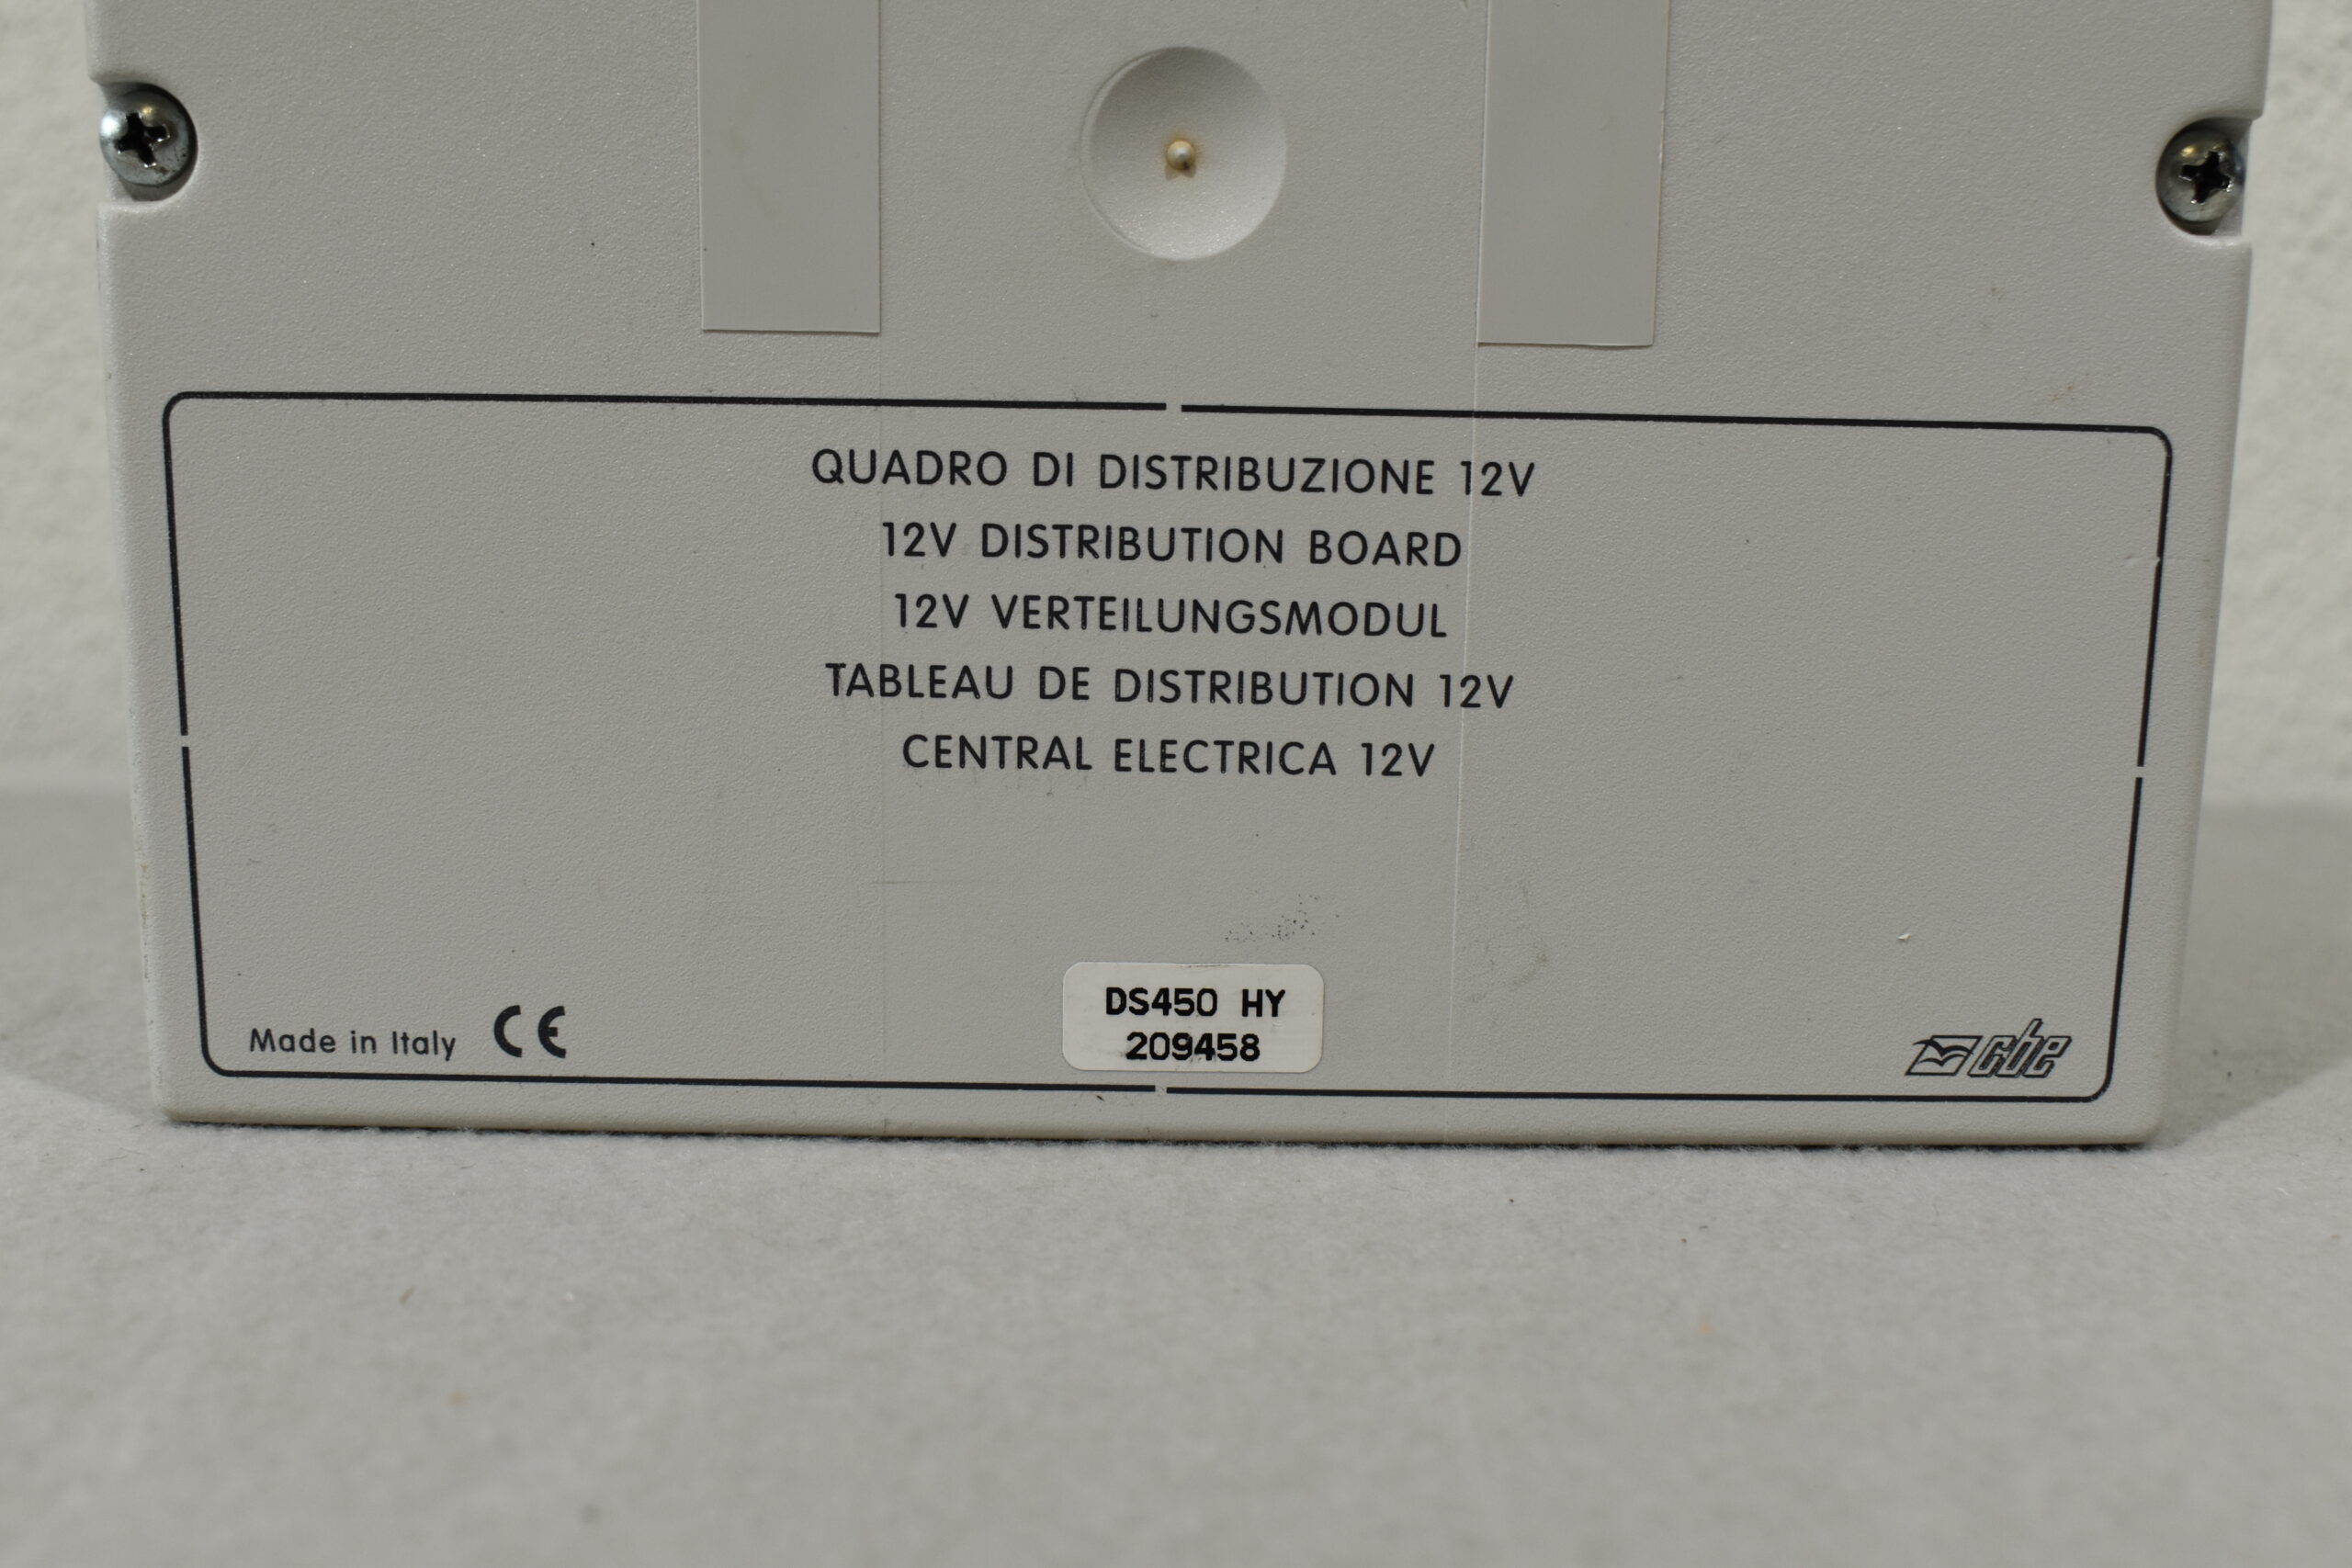 QUADRO DI DISTRIBUZIONE 12V
12V DISTRIBUTION BOARD
12V VERTEILUNGSMODUL
TABLEAU DE DISTRIBUTION 12V
CENTRAL ELECTRICA 12V
DS450 HY
209458
Made in Italy CE
cbe